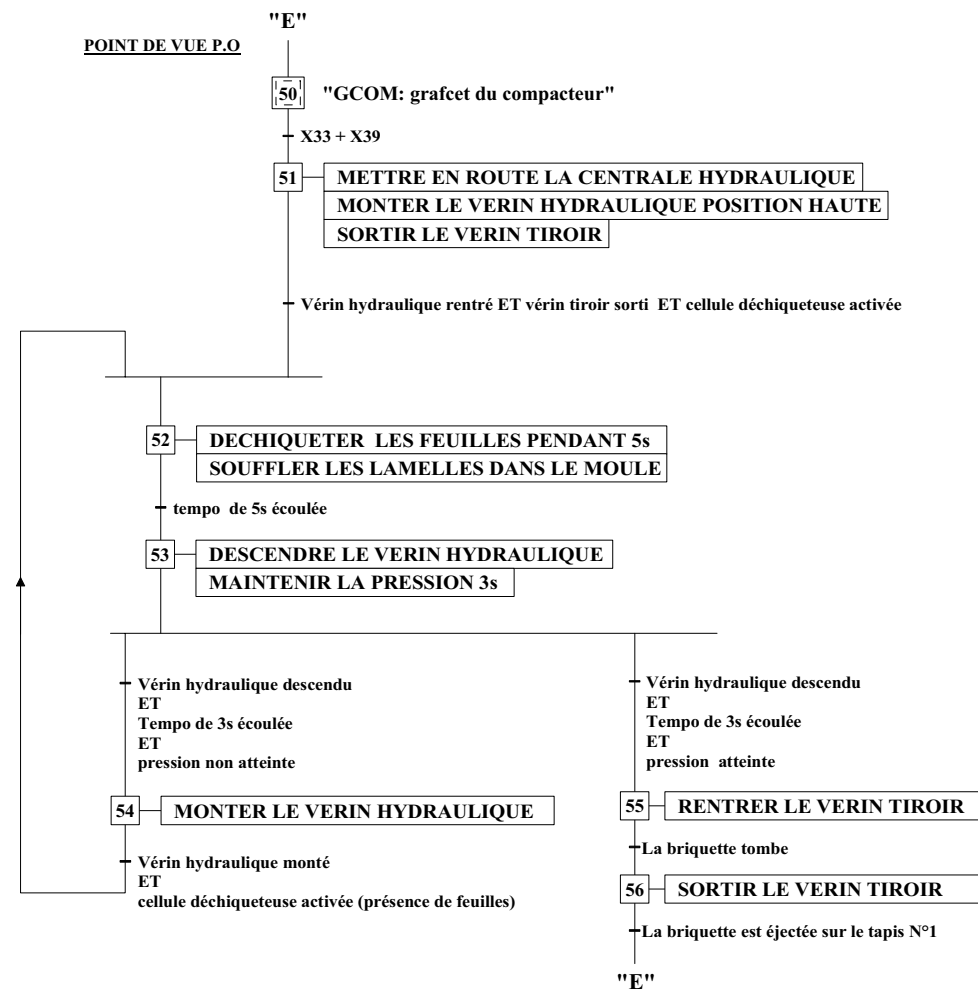 "E"
POINT DE VUE P.O
50
"GCOM: grafcet du compacteur"
X33 + X39
51
METTRE EN ROUTE LA CENTRALE HYDRAULIQUE
MONTER LE VERIN HYDRAULIQUE POSITION HAUTE
SORTIR LE VERIN TIROIR
Vérin hydraulique rentré ET vérin tiroir sorti ET cellule déchiqueteuse activée
52
DECHIQUETER LES FEUILLES PENDANT 5s
SOUFFLER LES LAMELLES DANS LE MOULE
tempo de 5s écoulée
53
DESCENDRE LE VERIN HYDRAULIQUE
MAINTENIR LA PRESSION 3s
Vérin hydraulique descendu
ET
Tempo de 3s écoulée
ET
pression non atteinte
54
MONTER LE VERIN HYDRAULIQUE
Vérin hydraulique monté
ET
cellule déchiqueteuse activée (présence de feuilles)
Vérin hydraulique descendu
ET
Tempo de 3s écoulée
ET
pression atteinte
55
RENTRER LE VERIN TIROIR
La briquette tombe
56
SORTIR LE VERIN TIROIR
La briquette est éjectée sur le tapis N°1
"E"